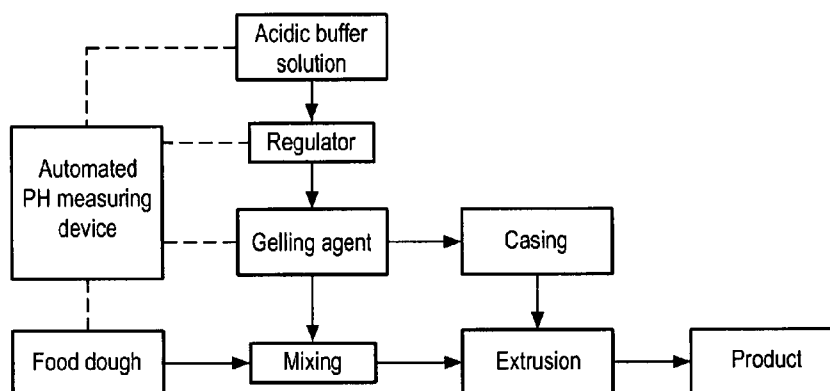 Acidic buffer
solution
Regulator
Automated
PH measuring
device
Gelling agent
Casing
Food dough
Mixing
Extrusion
Product